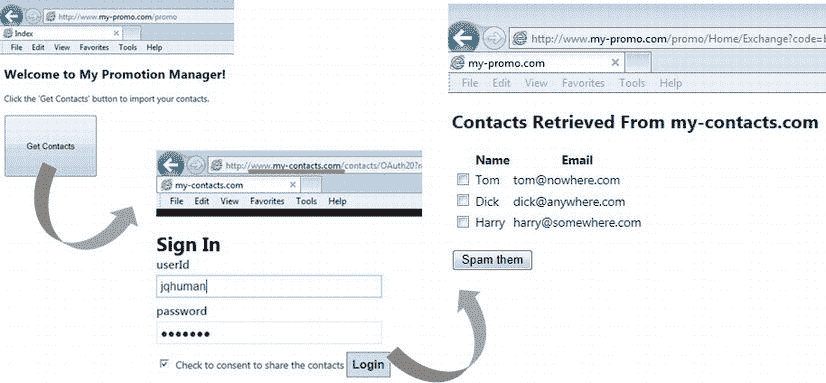 http://www.my-promo.com/promo
Index
File Edit View Favorites Tools Help
Welcome to My Promotion Manager!
Click the 'Get Contacts' button to import your contacts.
Get Contacts
http://www.my-contacts.com/contacts/OAuth20?r
my-contacts.com
File Edit View Favorites Tools Help
Sign In
userId
jqhuman
password
Check to consent to share the contacts Login
http://www.my-promo.com/promo/Home/Exchange?code=
my-promo.com
File Edit View Favorites Tools Help
Contacts Retrieved From my-contacts.com
Name Email
Tom tom@nowhere.com
Dick dick@anywhere.com
Harry harry@somewhere.com
Spam them